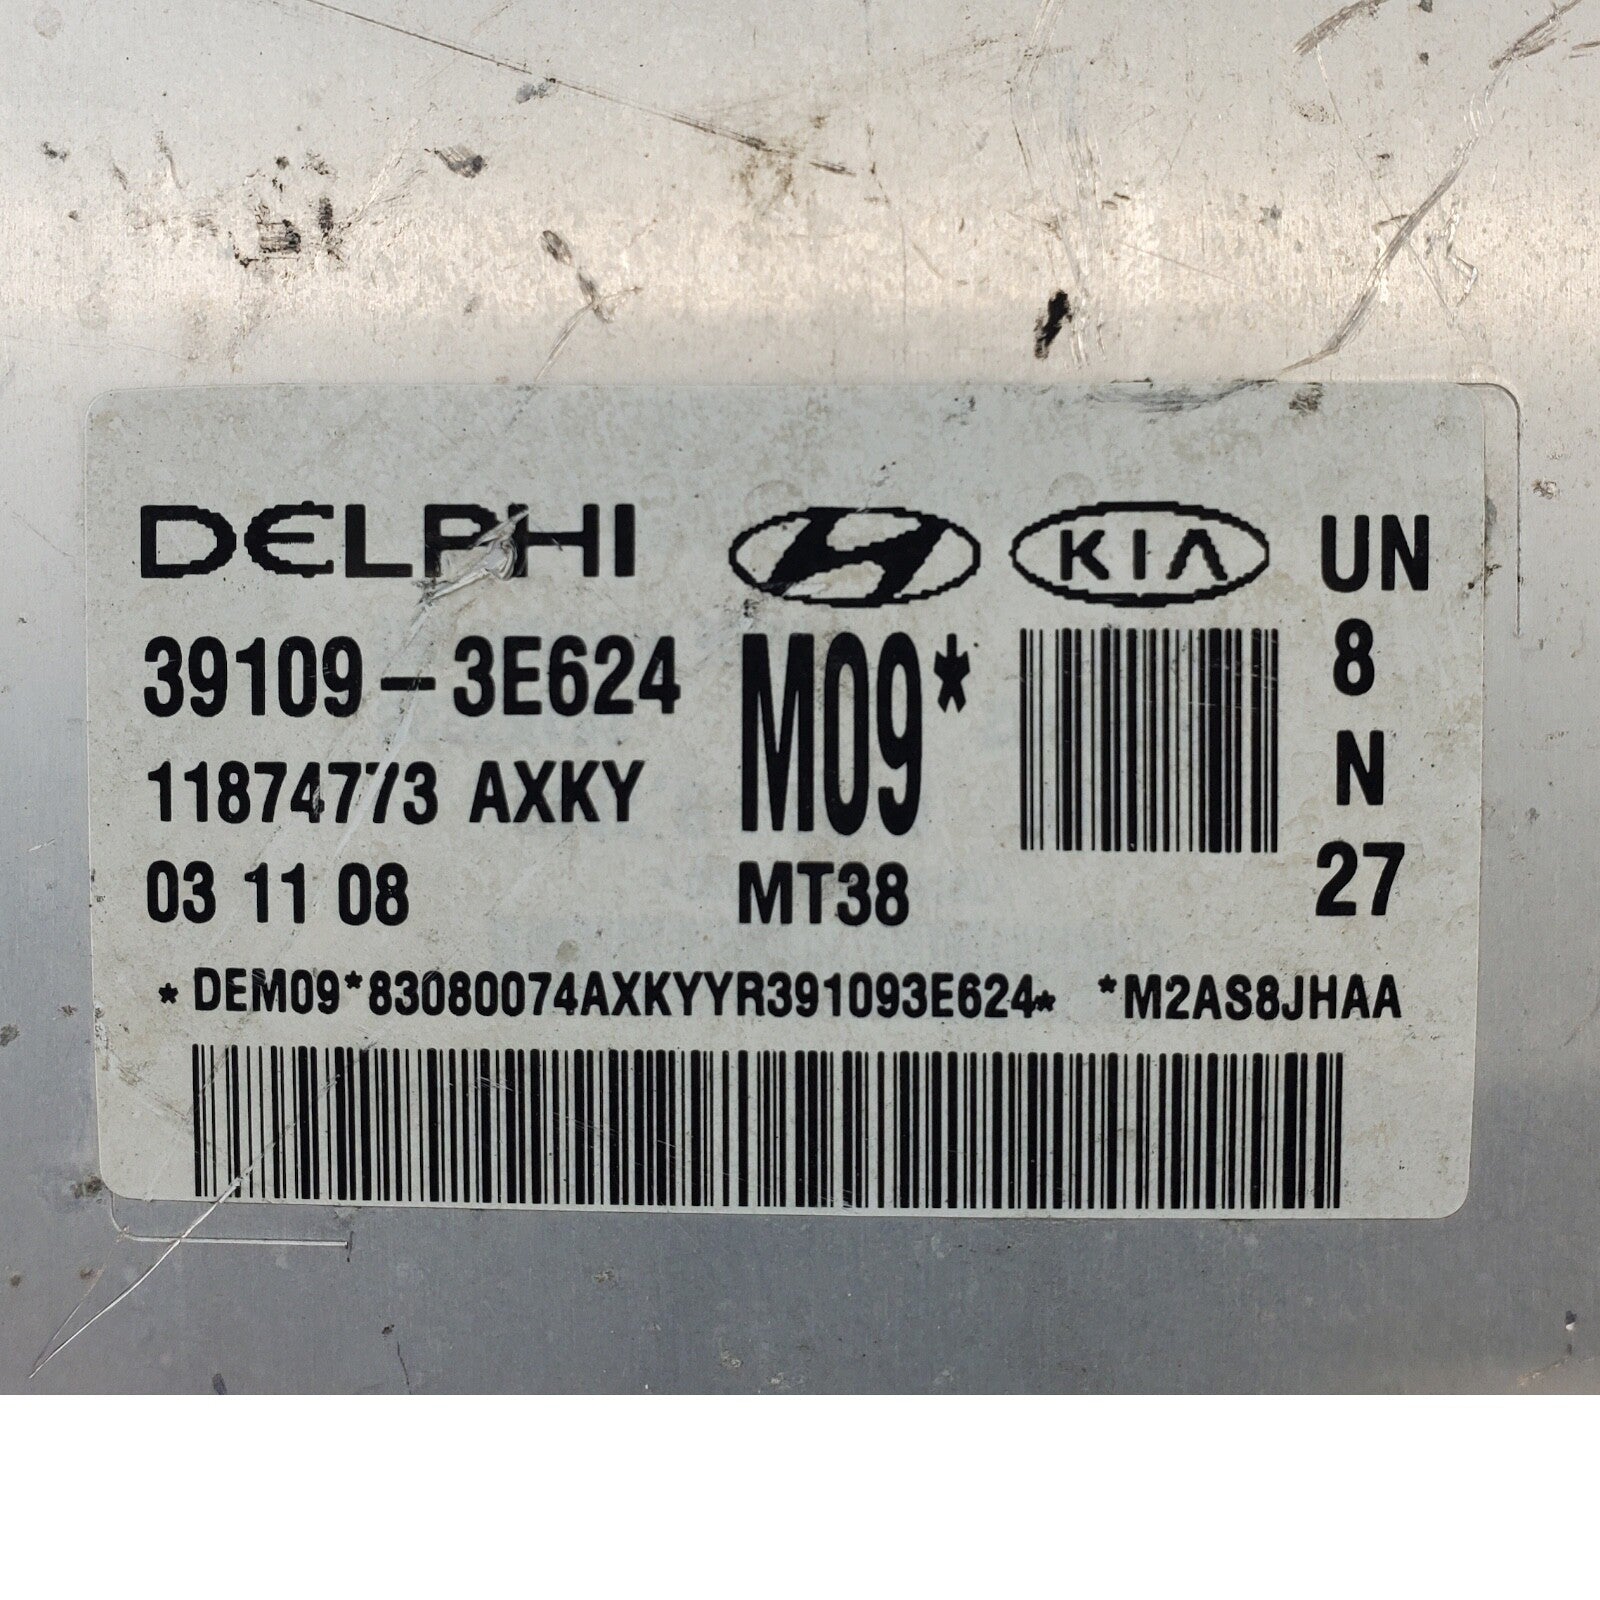 DELPHI KIA UN
39109-3E624 M09* 8
11874773 AXKY N
03 11 08 MT38 27
*DEM09*83080074AXKYYR391093E624* *M2AS8JHAA